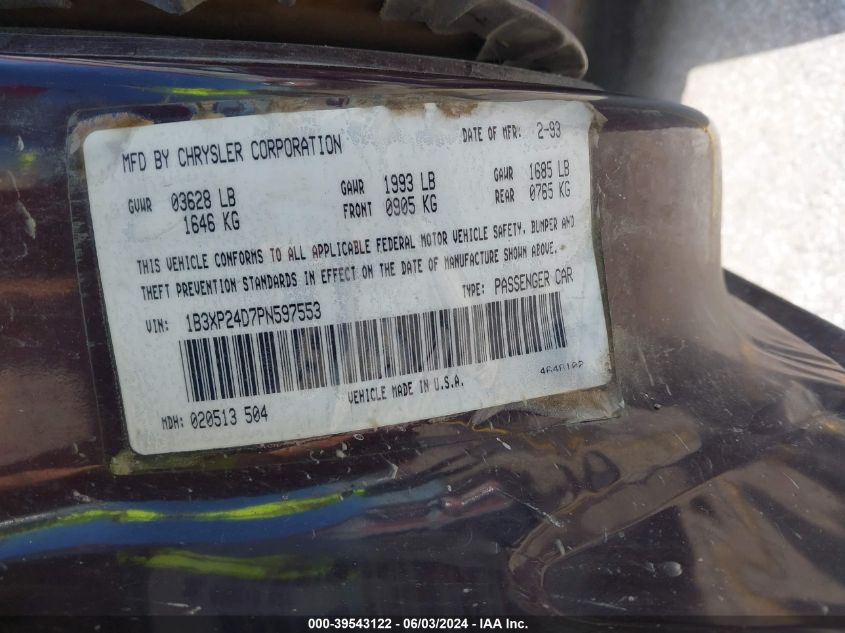 MFD BY CHRYSLER CORPORATION DATE OF MFR: 2-93
GVWR 03628 LB GAWR 1993 LB GAWR 1685 LB
1646 KG FRONT 0905 KG REAR 0765 KG
THIS VEHICLE CONFORMS TO ALL APPLICABLE FEDERAL MOTOR VEHICLE SAFETY, BUMPER AND
THEFT PREVENTION STANDARDS IN EFFECT ON THE DATE OF MANUFACTURE SHOWN ABOVE.
VIN: 1B3XP24D7PN597553 TYPE: PASSENGER CAR
VEHICLE MADE IN U.S.A.
MDH: 020513 504
000-39543122 - 06/03/2024 - IAA-COPART